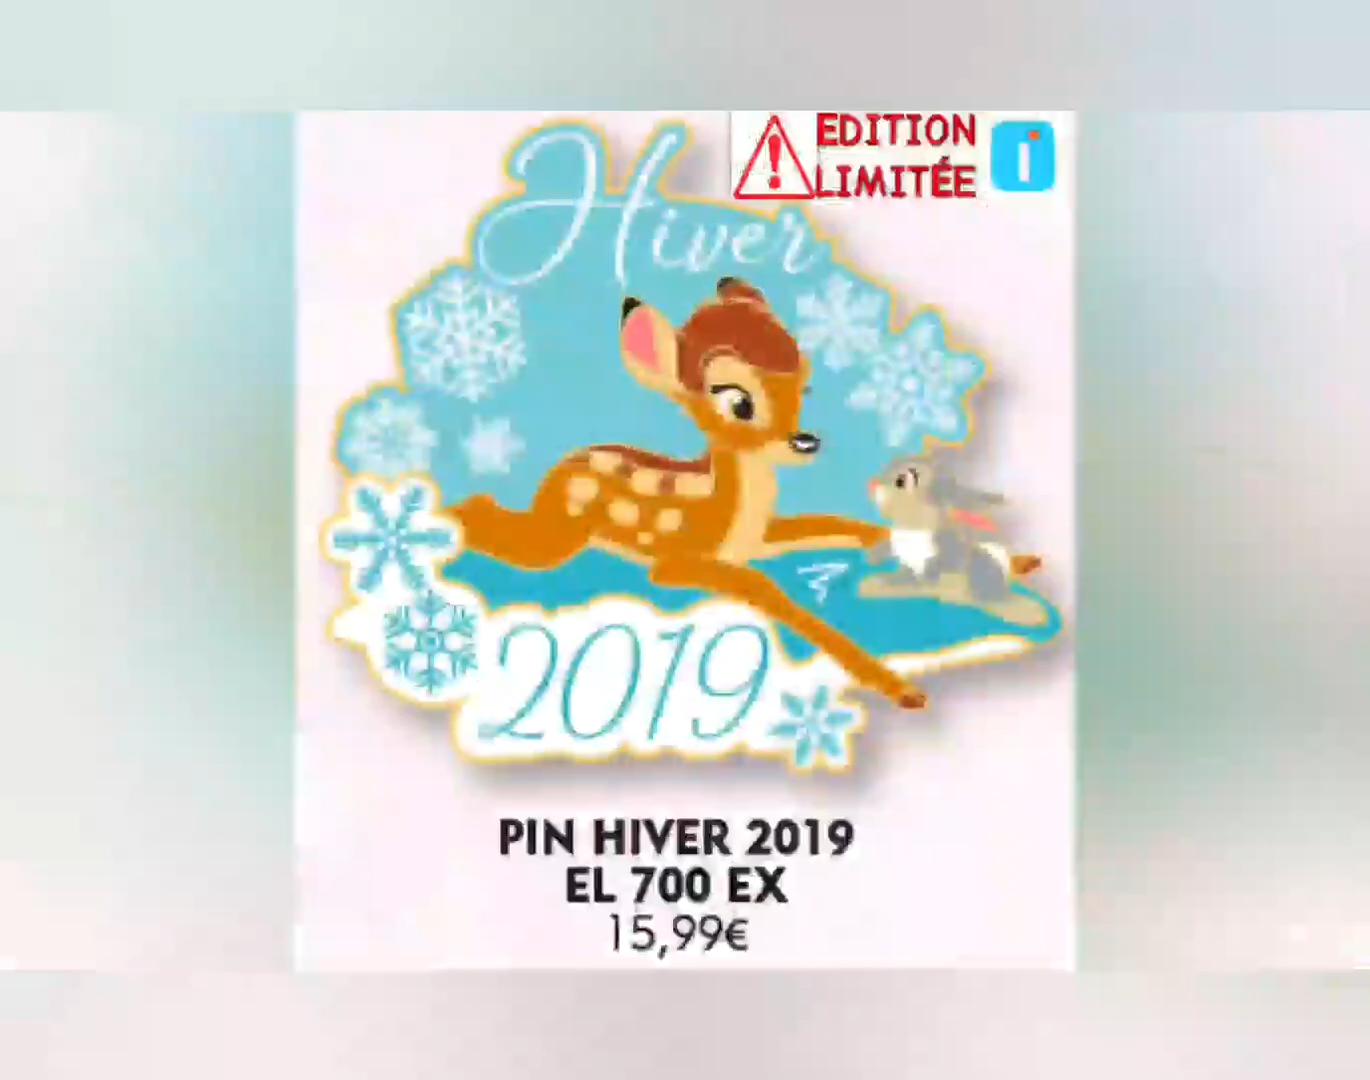 EDITION
LIMITÉE
i
Hiver
2019
PIN HIVER 2019
EL 700 EX
15,99€